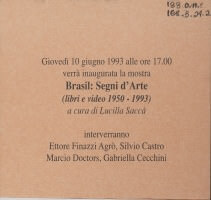 Giovedì 10 giugno 1993 alle ore 17.00
verrà inaugurata la mostra
Brasil: Segni d'Arte
(libri e video 1950 - 1993)
a cura di Lucilla Saccà
interverranno
Ettore Finazzi Agrò, Silvio Castro
Marcio Doctors, Gabriella Cecchini